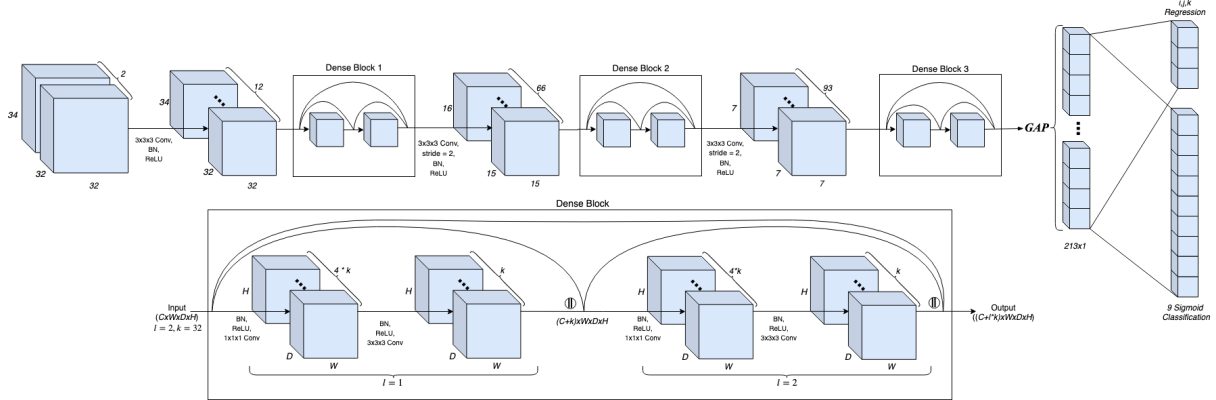 i,j,k
Regression
2
34
32
32
3x3x3 Conv,
BN,
ReLU
12
34
32
32
Dense Block 1
3x3x3 Conv,
stride = 2,
BN,
ReLU
66
16
15
15
Dense Block 2
3x3x3 Conv,
stride = 2,
BN,
ReLU
93
7
7
7
Dense Block 3
GAP
213x1
9 Sigmoid
Classification
Dense Block
Input
(CxWxDxH)
l = 2, k = 32
BN,
ReLU,
1x1x1 Conv
4 * k
H
D
W
BN,
ReLU,
3x3x3 Conv
k
H
D
W
||
(C+k)xWxDxH
l = 1
BN,
ReLU,
1x1x1 Conv
4*k
H
D
W
BN,
ReLU,
3x3x3 Conv
k
H
D
W
||
l = 2
Output
((C+l*k)xWxDxH)